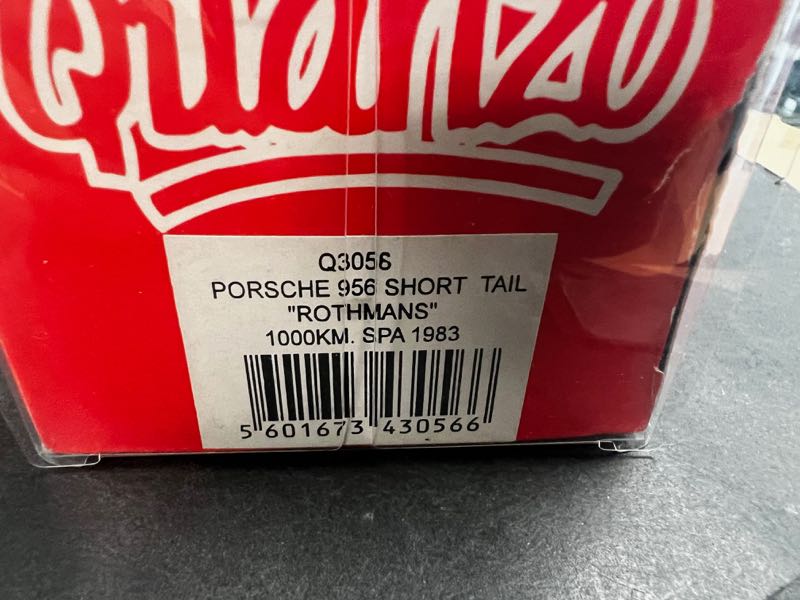 Q3056
PORSCHE 956 SHORT TAIL
"ROTHMANS"
1000KM. SPA 1983
5 601673 430566